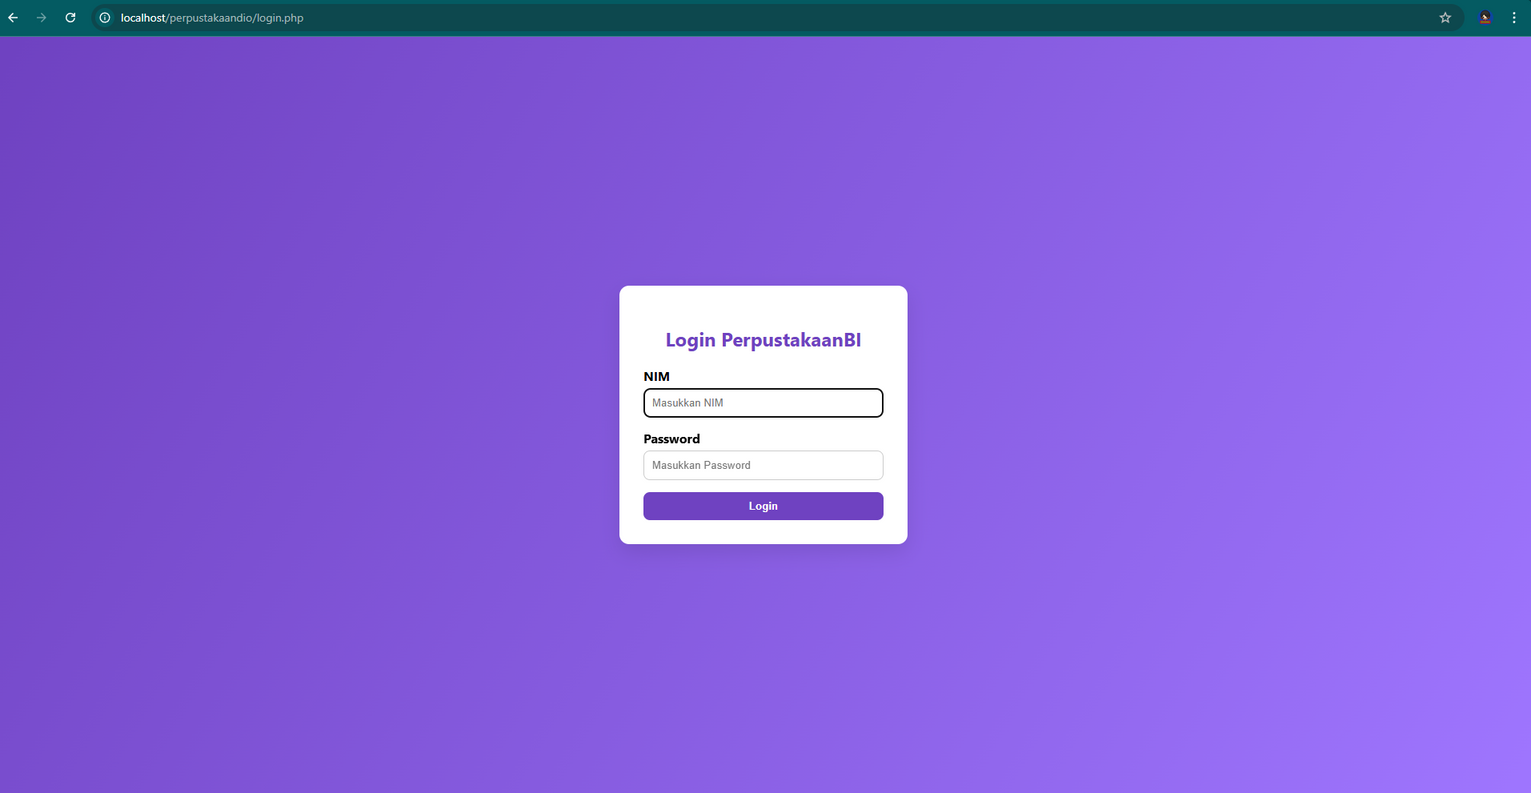 localhost/perpustakaandio/login.php
Login PerpustakaanBI
NIM
Masukkan NIM
Password
Masukkan Password
Login